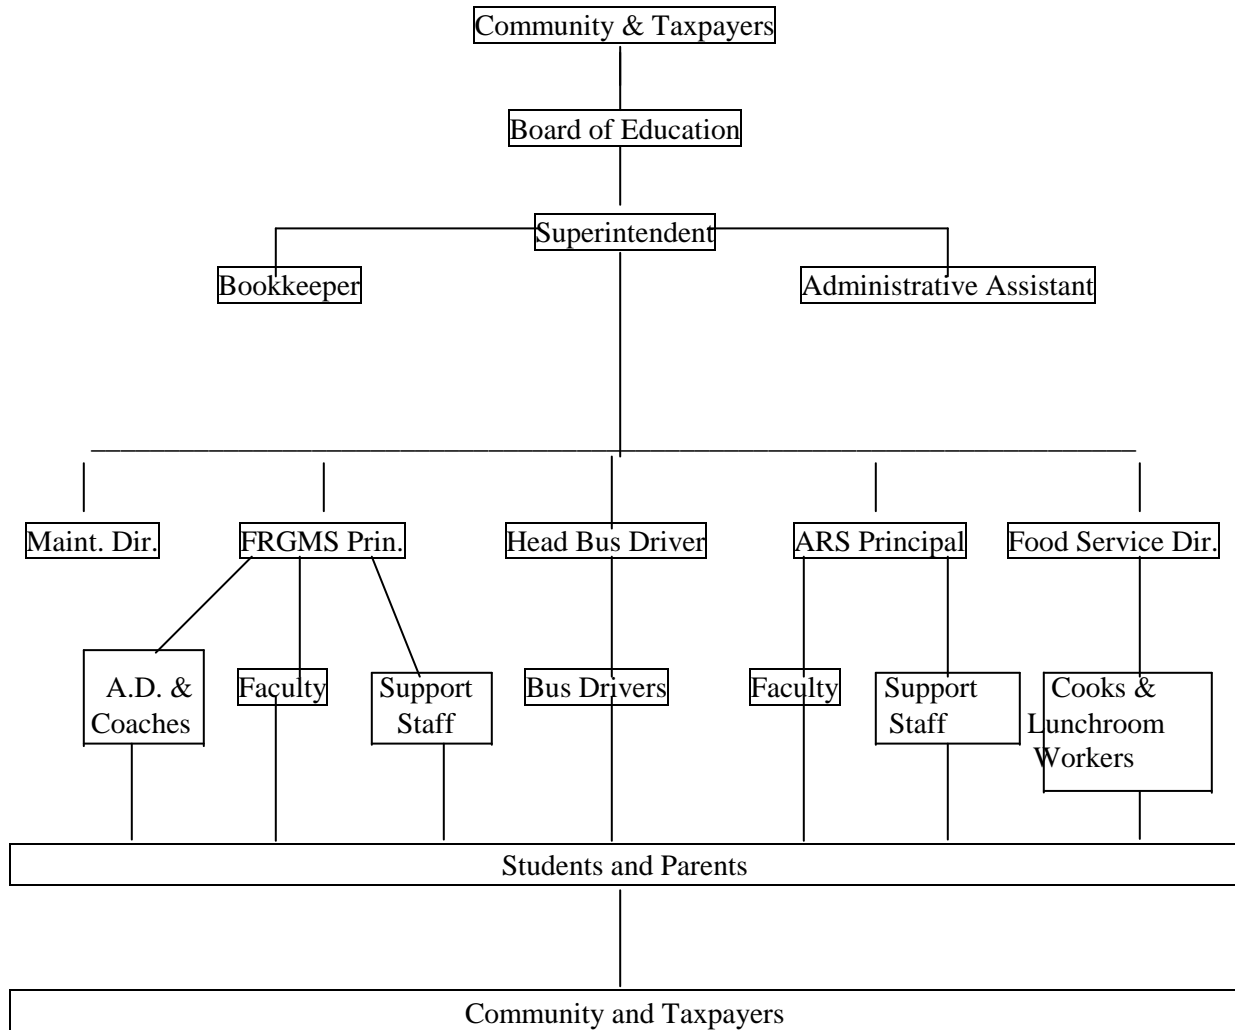 Community & Taxpayers
Board of Education
Superintendent
Bookkeeper
Administrative Assistant
Maint. Dir.
FRGMS Prin.
Head Bus Driver
ARS Principal
Food Service Dir.
A.D. &
Coaches
Faculty
Support
Staff
Bus Drivers
Faculty
Support
Staff
Cooks &
Lunchroom
Workers
Students and Parents
Community and Taxpayers